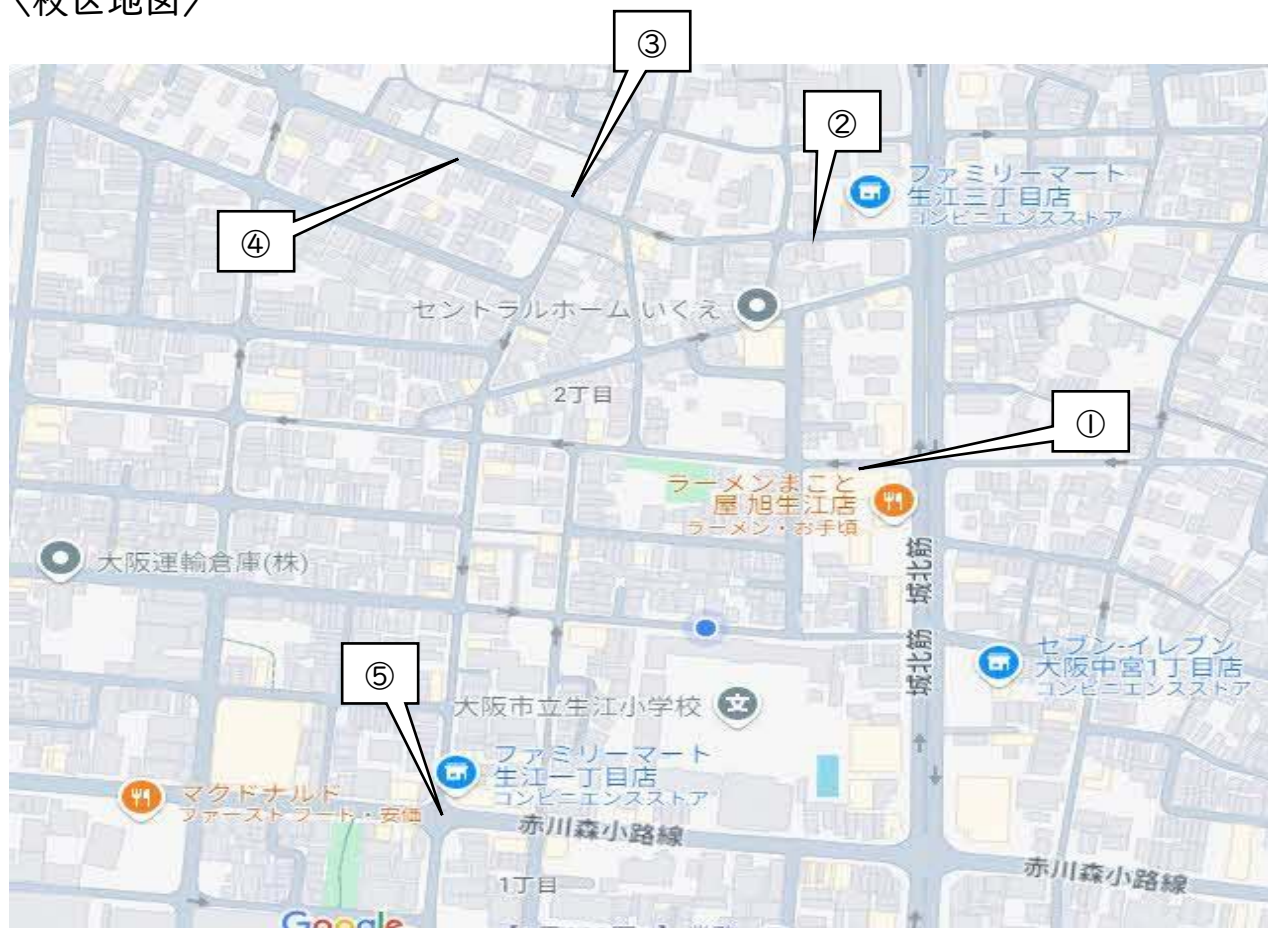 〈校区地図〉
③
②
ファミリーマート
生江三丁目店
コンビニエンスストア
④
セントラルホーム いくえ
2丁目
①
ラーメンまこと
屋 旭生江店
ラーメン・お手頃
大阪運輸倉庫(株)
城北筋
城北筋
セブン-イレブン
大阪中宮1丁目店
コンビニエンスストア
⑤
大阪市立生江小学校
文
ファミリーマート
生江一丁目店
コンビニエンスストア
マクドナルド
ファースト フード・安価
赤川森小路線
赤川森小路線
1丁目
Google